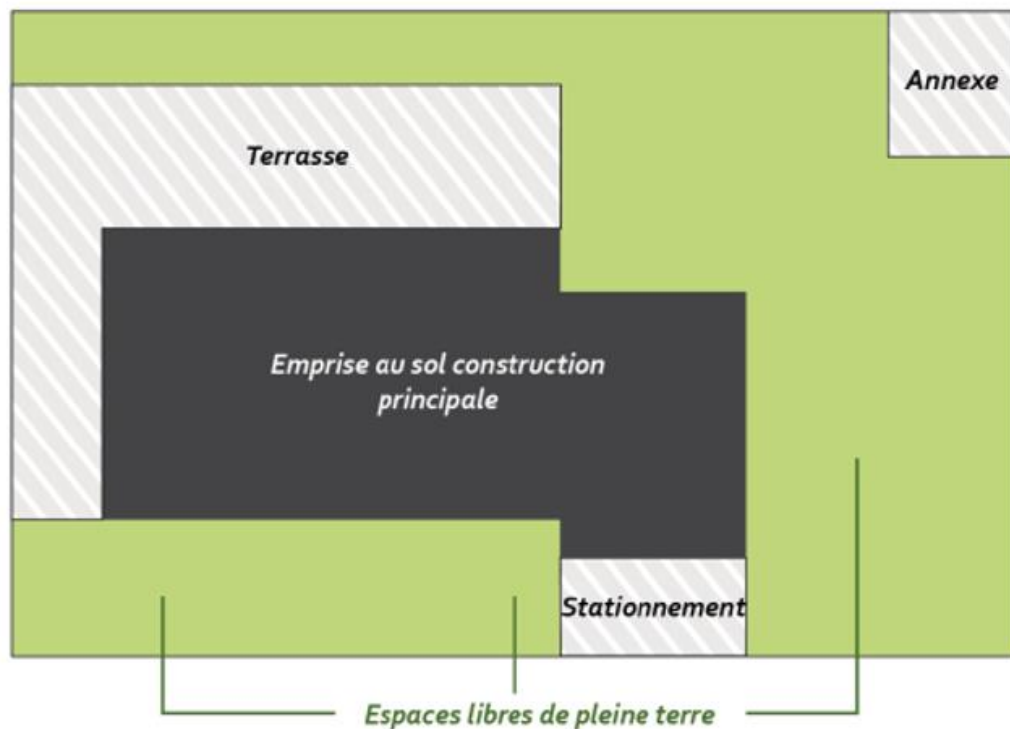 Annexe
Terrasse
Emprise au sol construction
principale
Stationnement
Espaces libres de pleine terre